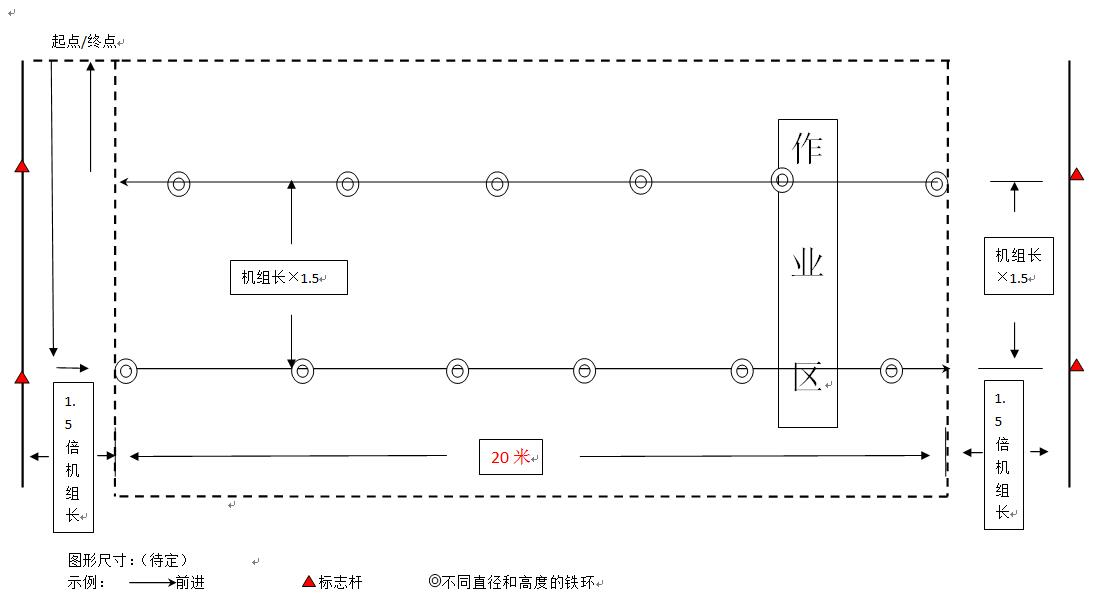 起点/终点
作
业
区
机组长×1.5
机组长
×1.5
1.
5
倍
机
组
长
20 米
1.
5
倍
机
组
长
图形尺寸：（待定）
示例： 前进 标志杆 不同直径和高度的铁环